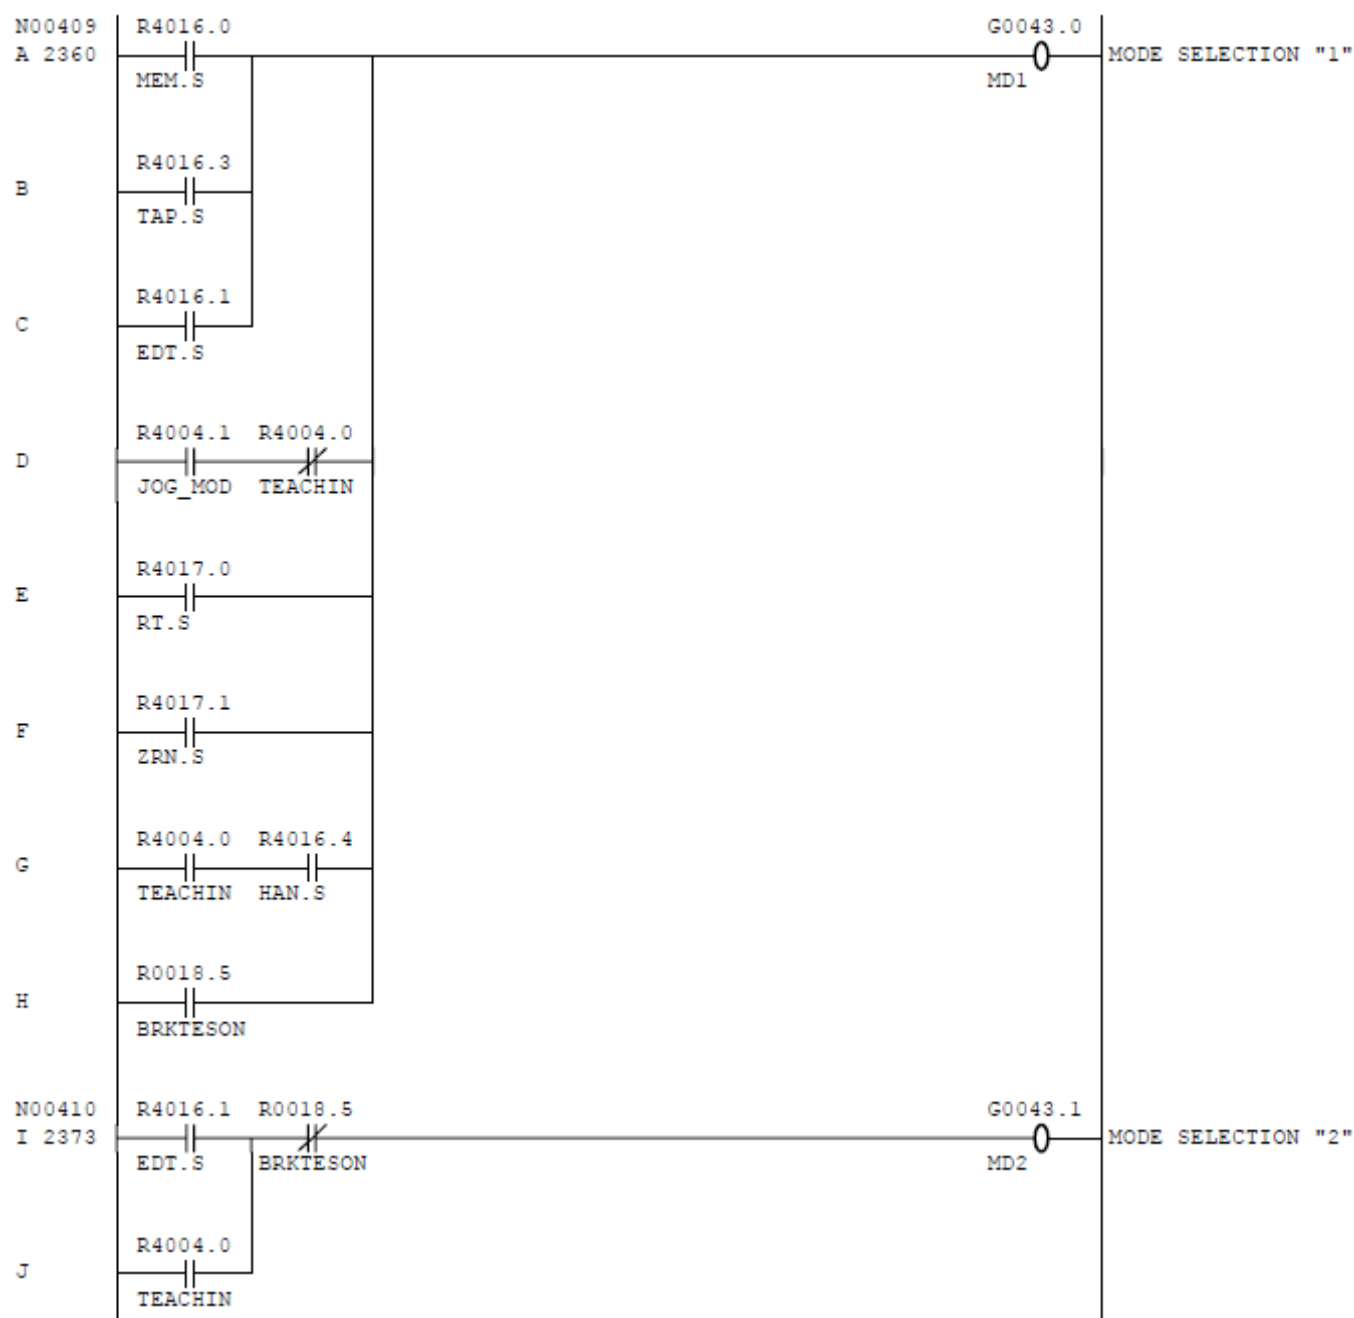 N00409 R4016.0 G0043.0
A 2360 MODE SELECTION "1"
MEM.S MD1
R4016.3
B
TAP.S
R4016.1
C
EDT.S
R4004.1 R4004.0
D
JOG_MOD TEACHIN
R4017.0
E
RT.S
R4017.1
F
ZRN.S
R4004.0 R4016.4
G
TEACHIN HAN.S
R0018.5
H
BRKTESON
N00410 R4016.1 R0018.5 G0043.1
I 2373 MODE SELECTION "2"
EDT.S BRKTESON MD2
R4004.0
J
TEACHIN